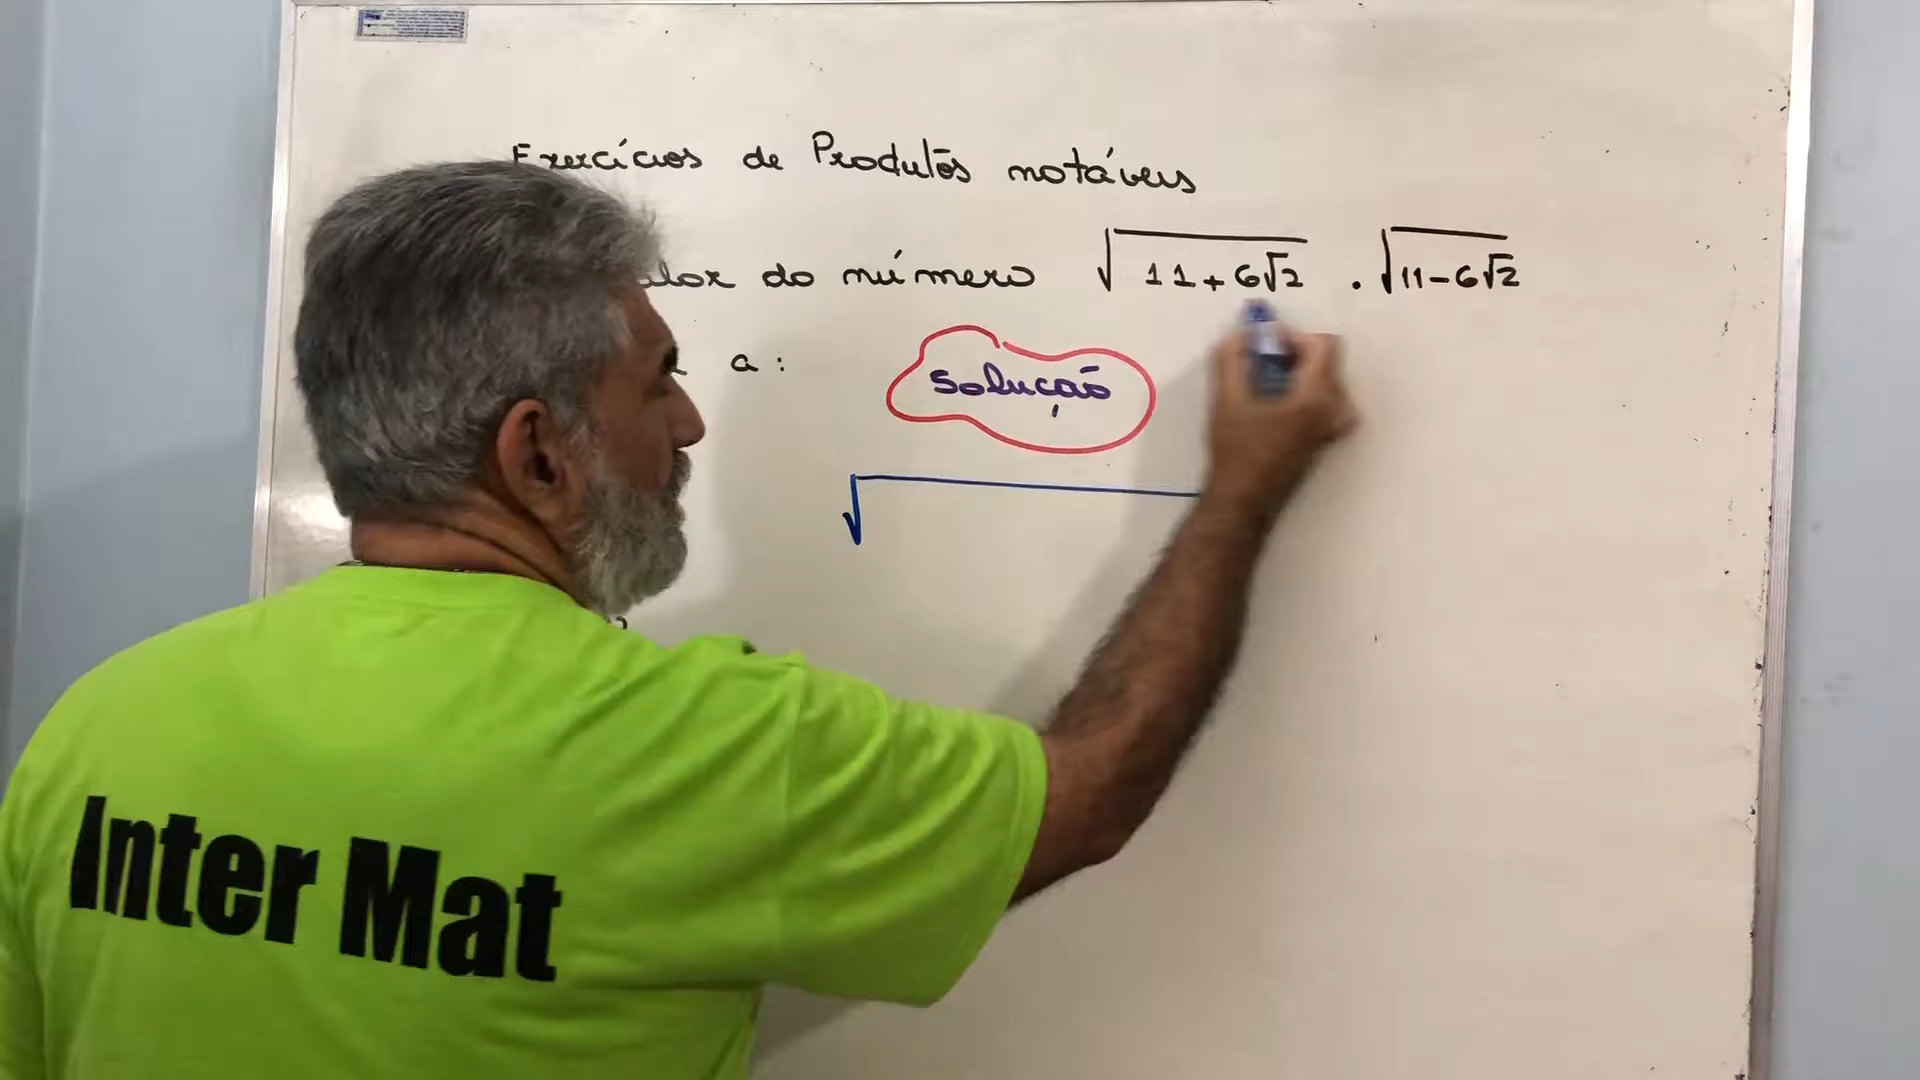 Exercícios de Produtos notáveis
do número √11+6√2 . √11-6√2
a:
Solução
Inter Mat